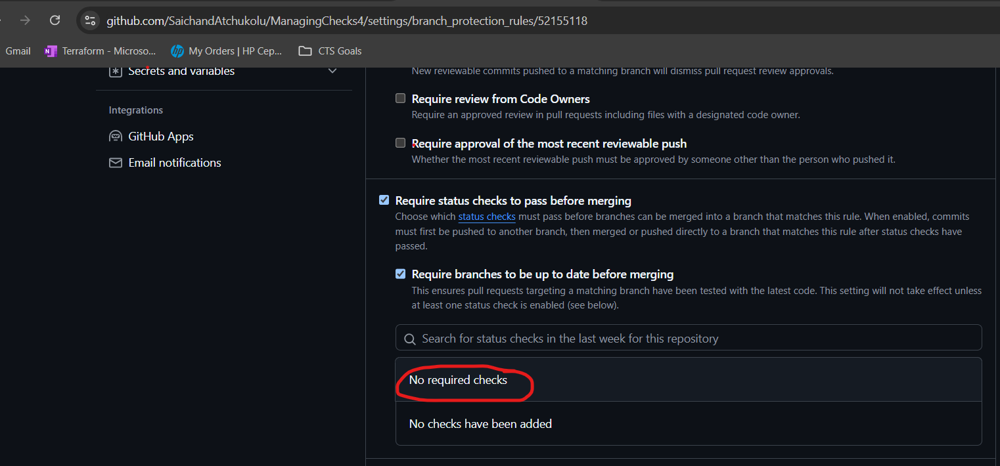 github.com/SaichandAtchukolu/ManagingChecks4/settings/branch_protection_rules/52155118
Gmail
N
Terraform - Microso...
hp
My Orders | HP Cep...
CTS Goals
Secrets and variables
Integrations
GitHub Apps
Email notifications
New reviewable commits pushed to a matching branch will dismiss pull request review approvals.
Require review from Code Owners
Require an approved review in pull requests including files with a designated code owner.
Require approval of the most recent reviewable push
Whether the most recent reviewable push must be approved by someone other than the person who pushed it.
Require status checks to pass before merging
Choose which status checks must pass before branches can be merged into a branch that matches this rule. When enabled, commits
must first be pushed to another branch, then merged or pushed directly to a branch that matches this rule after status checks have
passed.
Require branches to be up to date before merging
This ensures pull requests targeting a matching branch have been tested with the latest code. This setting will not take effect unless
at least one status check is enabled (see below).
Search for status checks in the last week for this repository
No required checks
No checks have been added